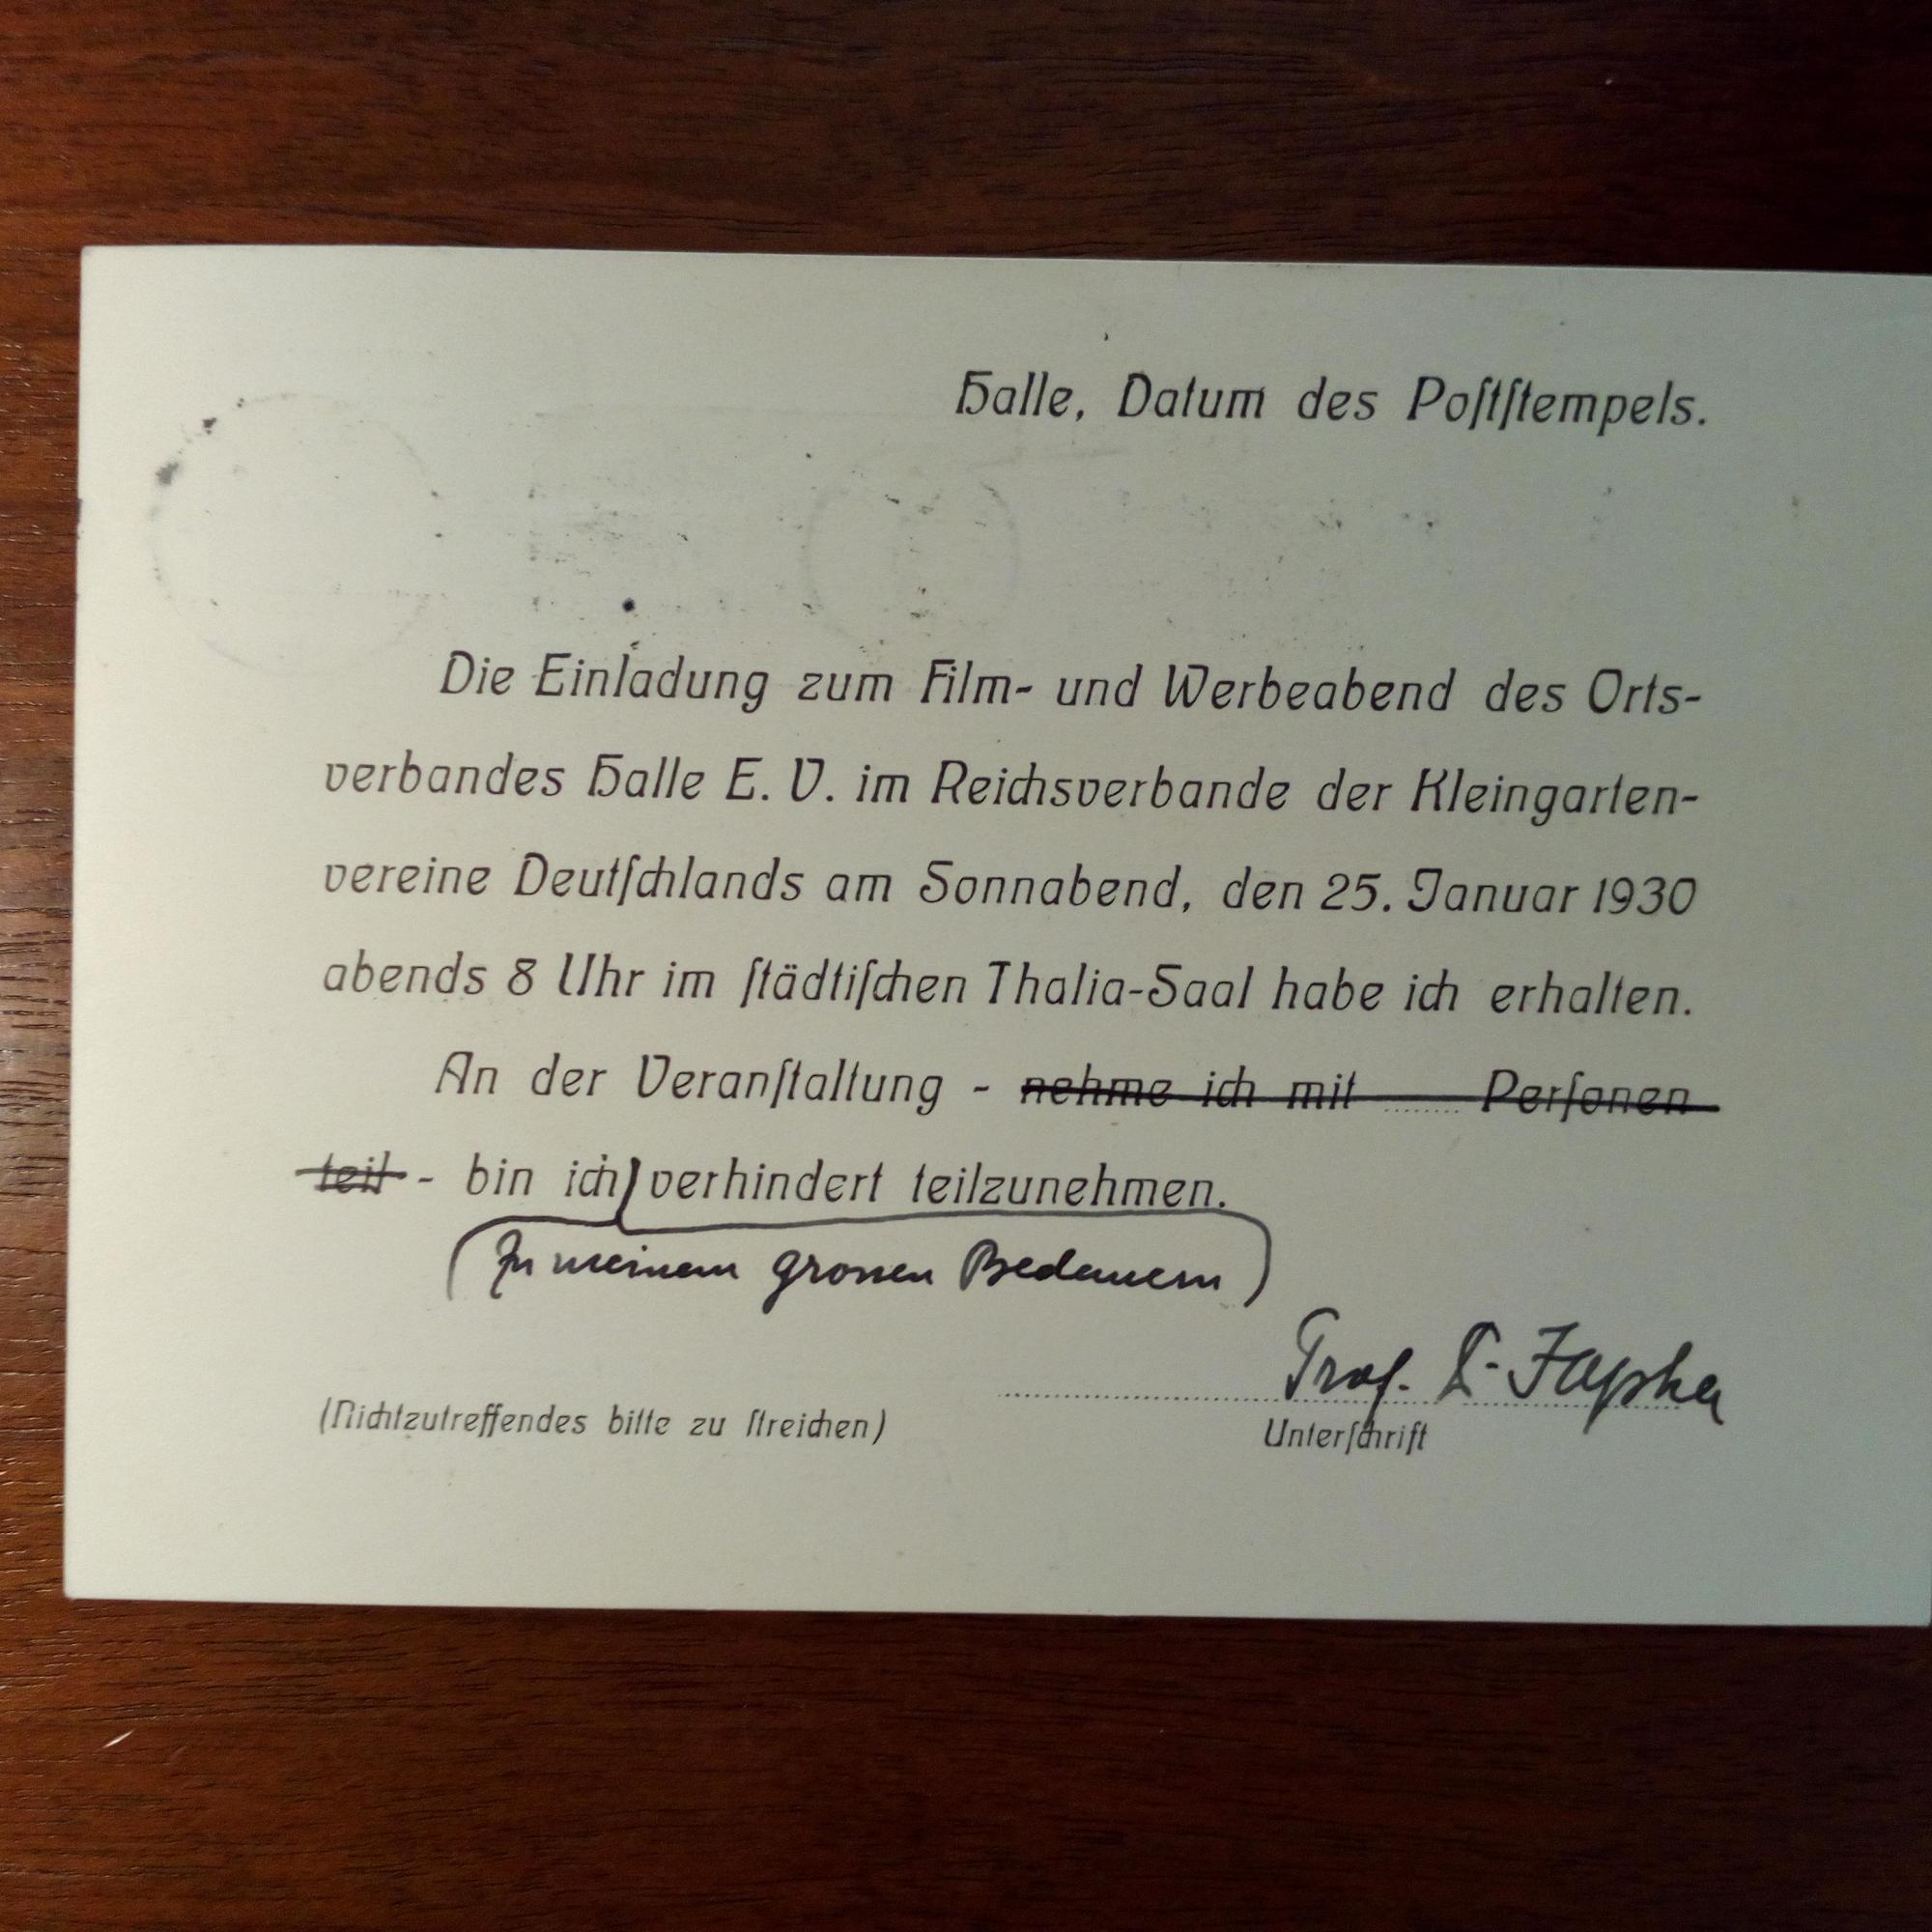 Halle, Datum des Poſtſtempels.
Die Einladung zum Film- und Werbeabend des Orts-
verbandes Halle E. V. im Reichsverbande der Kleingarten-
vereine Deutſchlands am Sonnabend, den 25. Januar 1930
abends 8 Uhr im ſtädtiſchen Thalia-Saal habe ich erhalten.
An der Veranſtaltung - nehme ich mit ........ Perſonen
teil - bin ich verhindert teilzunehmen.
(Zu meinem grossen Bedauern)
Prof. Dr. Japha
(Nichtzutreffendes bitte zu ſtreichen)
Unterſchrift